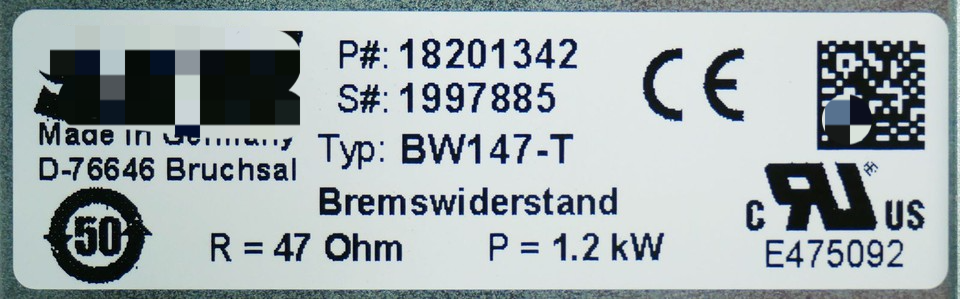 P#: 18201342
S#: 1997885
Made in Germany
D-76646 Bruchsal
Typ: BW147-T
Bremswiderstand
R = 47 Ohm P = 1.2 kW
50
CE
C RU US
E475092